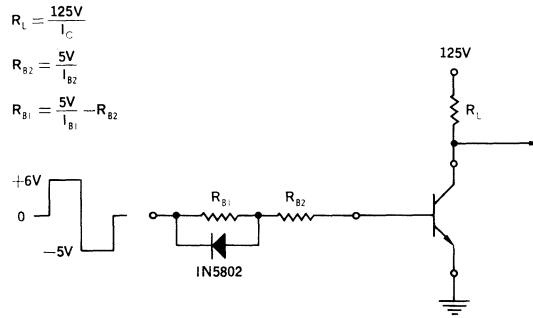 R_L = 125V / I_C
R_B2 = 5V / I_B2
R_B1 = 5V / I_B1 − R_B2
125V
R_L
+6V
0
−5V
R_B1
R_B2
1N5802